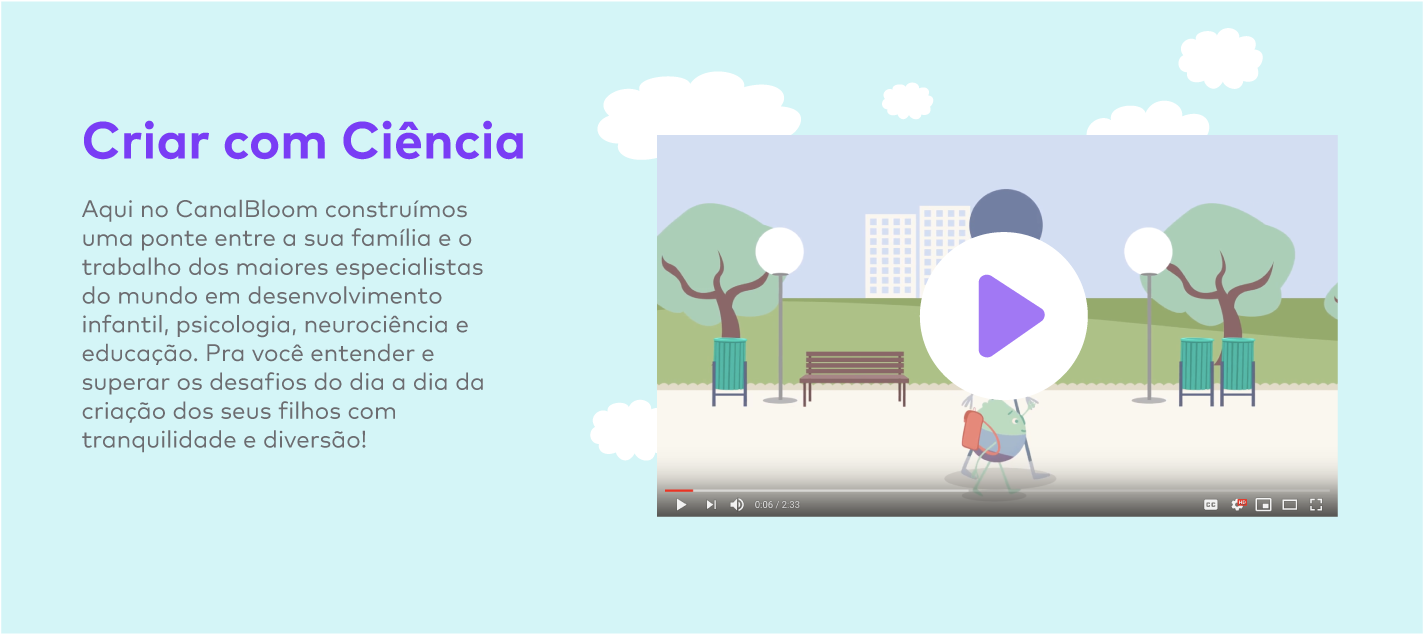 Criar com Ciência
Aqui no CanalBloom construímos
uma ponte entre a sua família e o
trabalho dos maiores especialistas
do mundo em desenvolvimento
infantil, psicologia, neurociência e
educação. Pra você entender e
superar os desafios do dia a dia da
criação dos seus filhos com
tranquilidade e diversão!
0:06 / 2:33
CC
HD